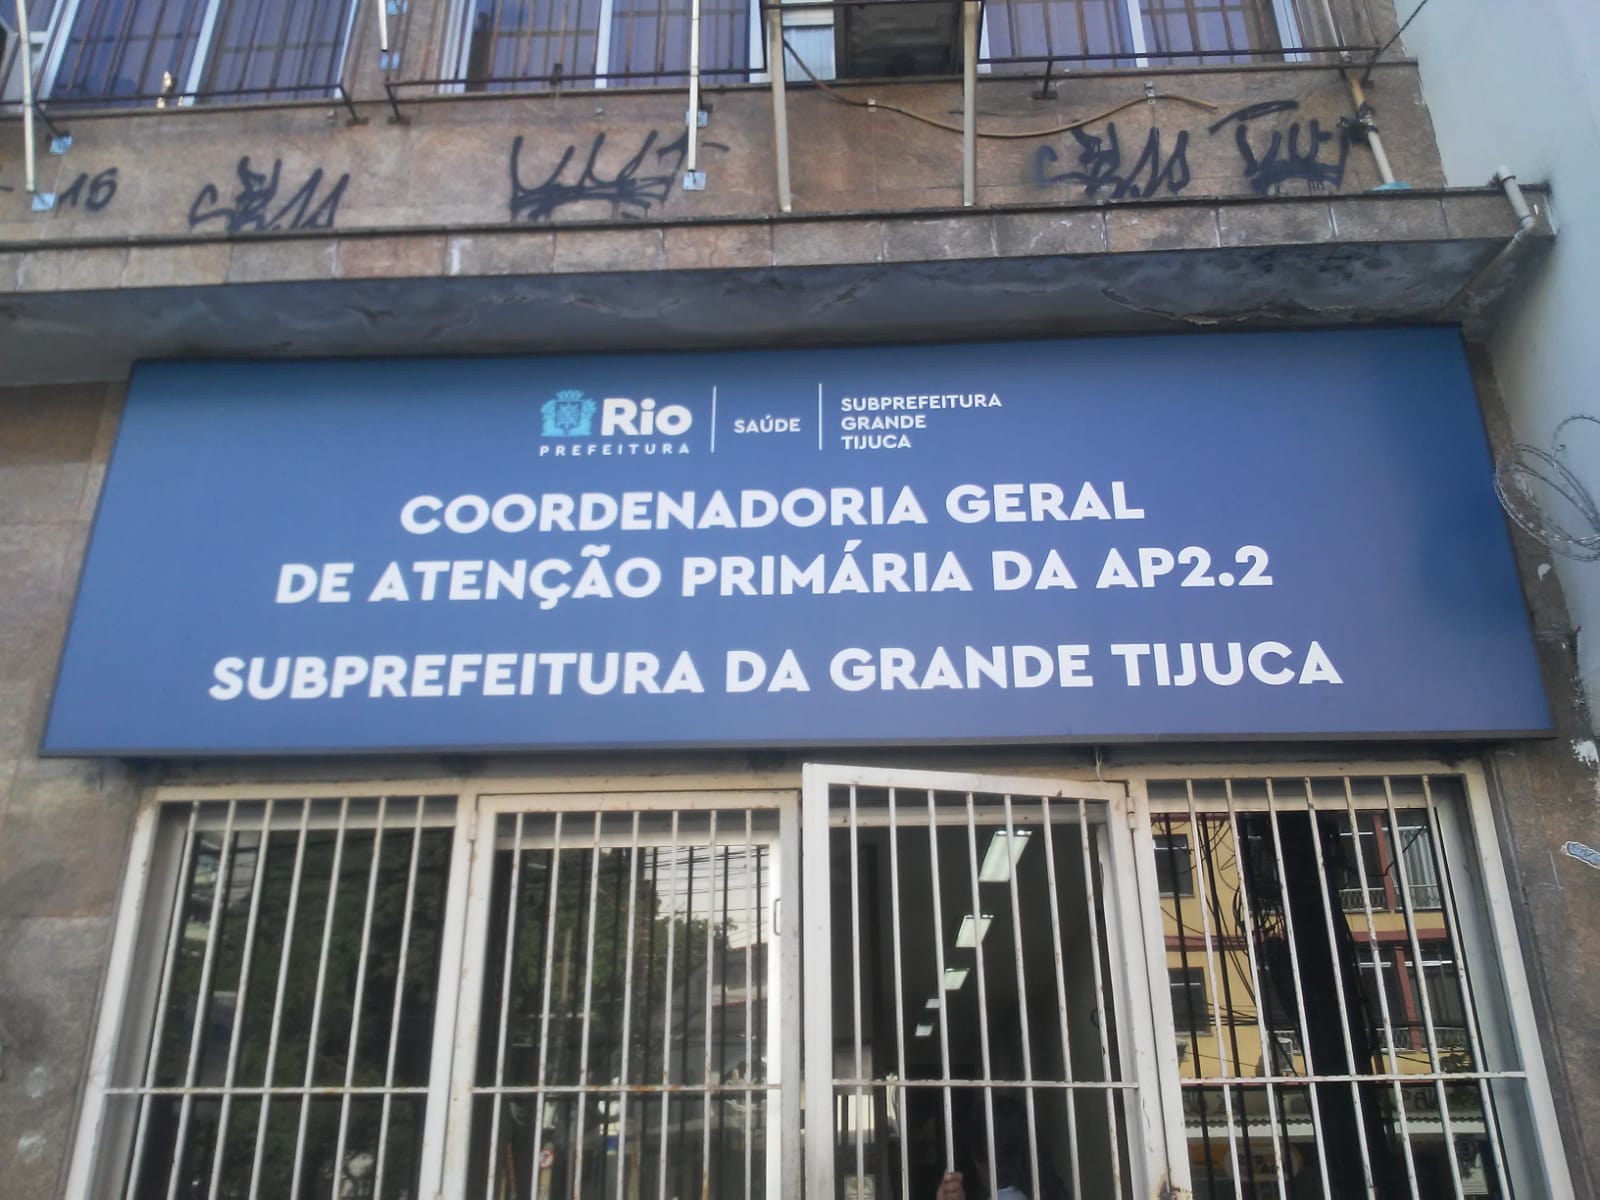 Rio
PREFEITURA
SAÚDE
SUBPREFEITURA
GRANDE
TIJUCA
COORDENADORIA GERAL
DE ATENÇÃO PRIMÁRIA DA AP2.2
SUBPREFEITURA DA GRANDE TIJUCA